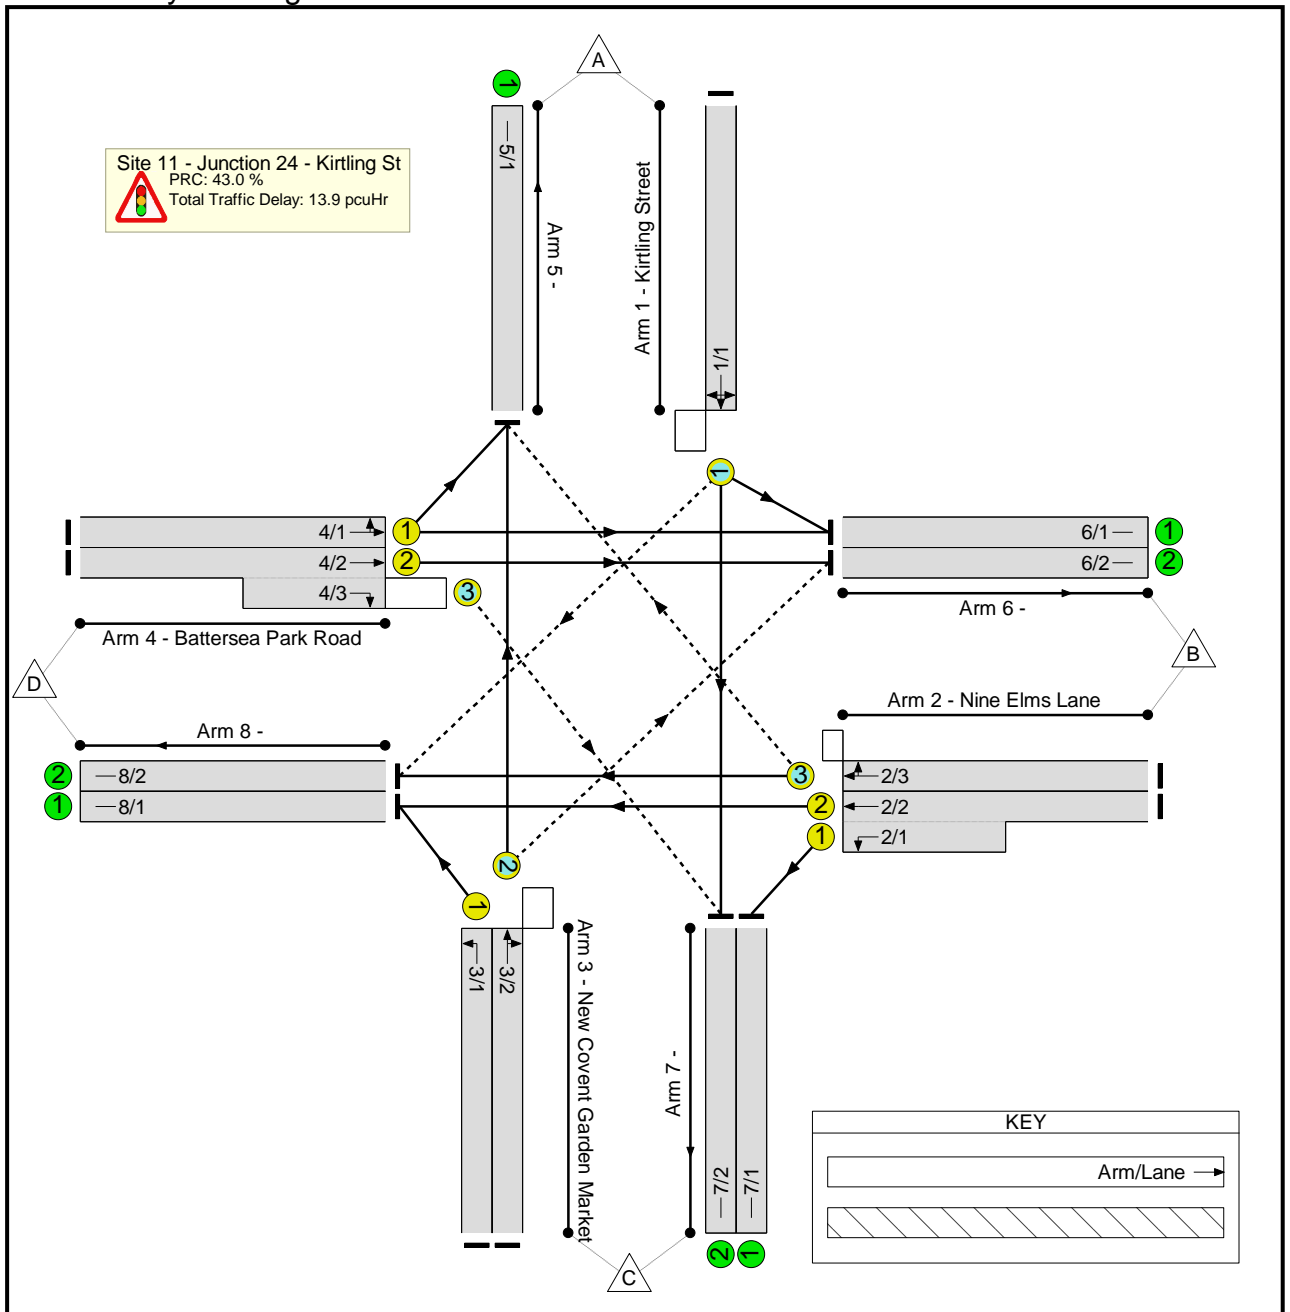 A
1
5/1
Arm 5 -
Arm 1 - Kirtling Street
1/1
Site 11 - Junction 24 - Kirtling St
PRC: 43.0 %
Total Traffic Delay: 13.9 pcuHr
1
4/1
1
6/1
1
4/2
2
6/2
2
4/3
3
Arm 6 -
Arm 4 - Battersea Park Road
B
D
Arm 2 - Nine Elms Lane
Arm 8 -
2
8/2
3
2/3
1
8/1
2
2/2
1
2/1
2
1
3/1
3/2
Arm 3 - New Covent Garden Market
Arm 7 -
7/2
7/1
2
1
C
KEY
Arm/Lane